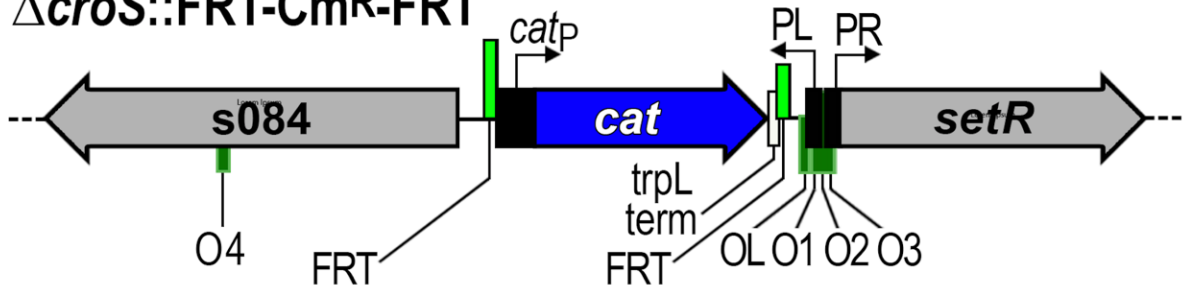 ΔcroS::FRT-CmR-FRT
catP
PL
PR
s084
cat
setR
trpL
term
O4
FRT
FRT
OL
O1
O2
O3